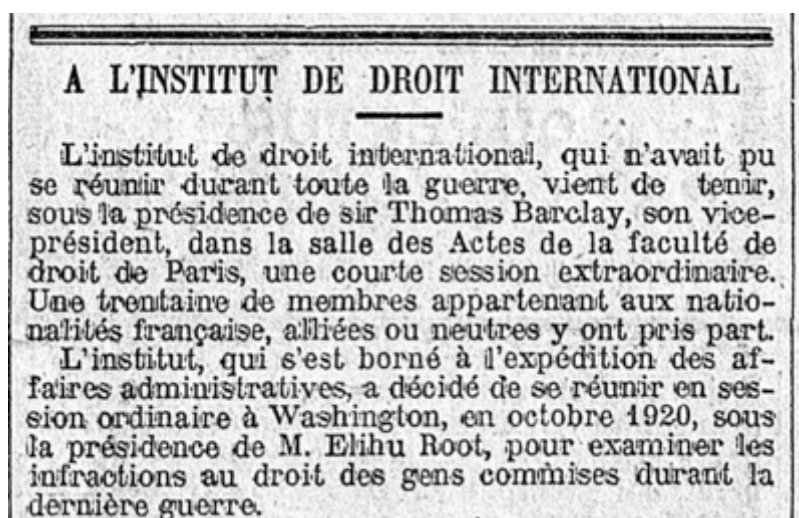 A L'INSTITUT DE DROIT INTERNATIONAL
L'institut de droit international, qui n'avait pu
se réunir durant toute la guerre, vient de tenir,
sous la présidence de sir Thomas Barclay, son vice-
président, dans la salle des Actes de la faculté de
droit de Paris, une courte session extraordinaire.
Une trentaine de membres appartenant aux natio-
nalités française, alliées ou neutres y ont pris part.
L'institut, qui s'est borné à l'expédition des af-
faires administratives, a décidé de se réunir en ses-
sion ordinaire à Washington, en octobre 1920, sous
la présidence de M. Elihu Root, pour examiner les
infractions au droit des gens commises durant la
dernière guerre.